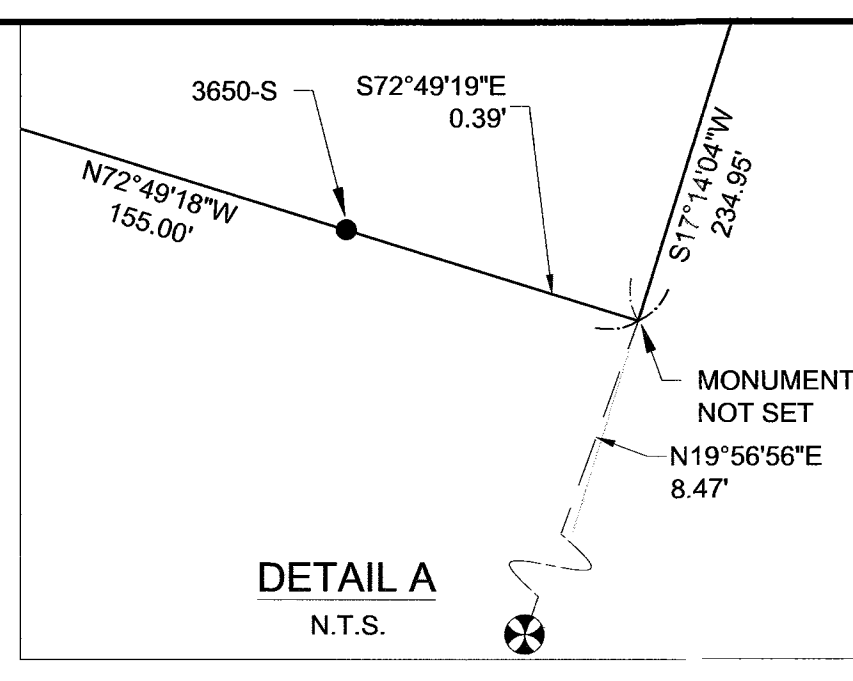 3650-S
S72°49'19"E
0.39'
N72°49'18"W
155.00'
S17°14'04"W
234.95'
MONUMENT
NOT SET
N19°56'56"E
8.47'
DETAIL A
N.T.S.